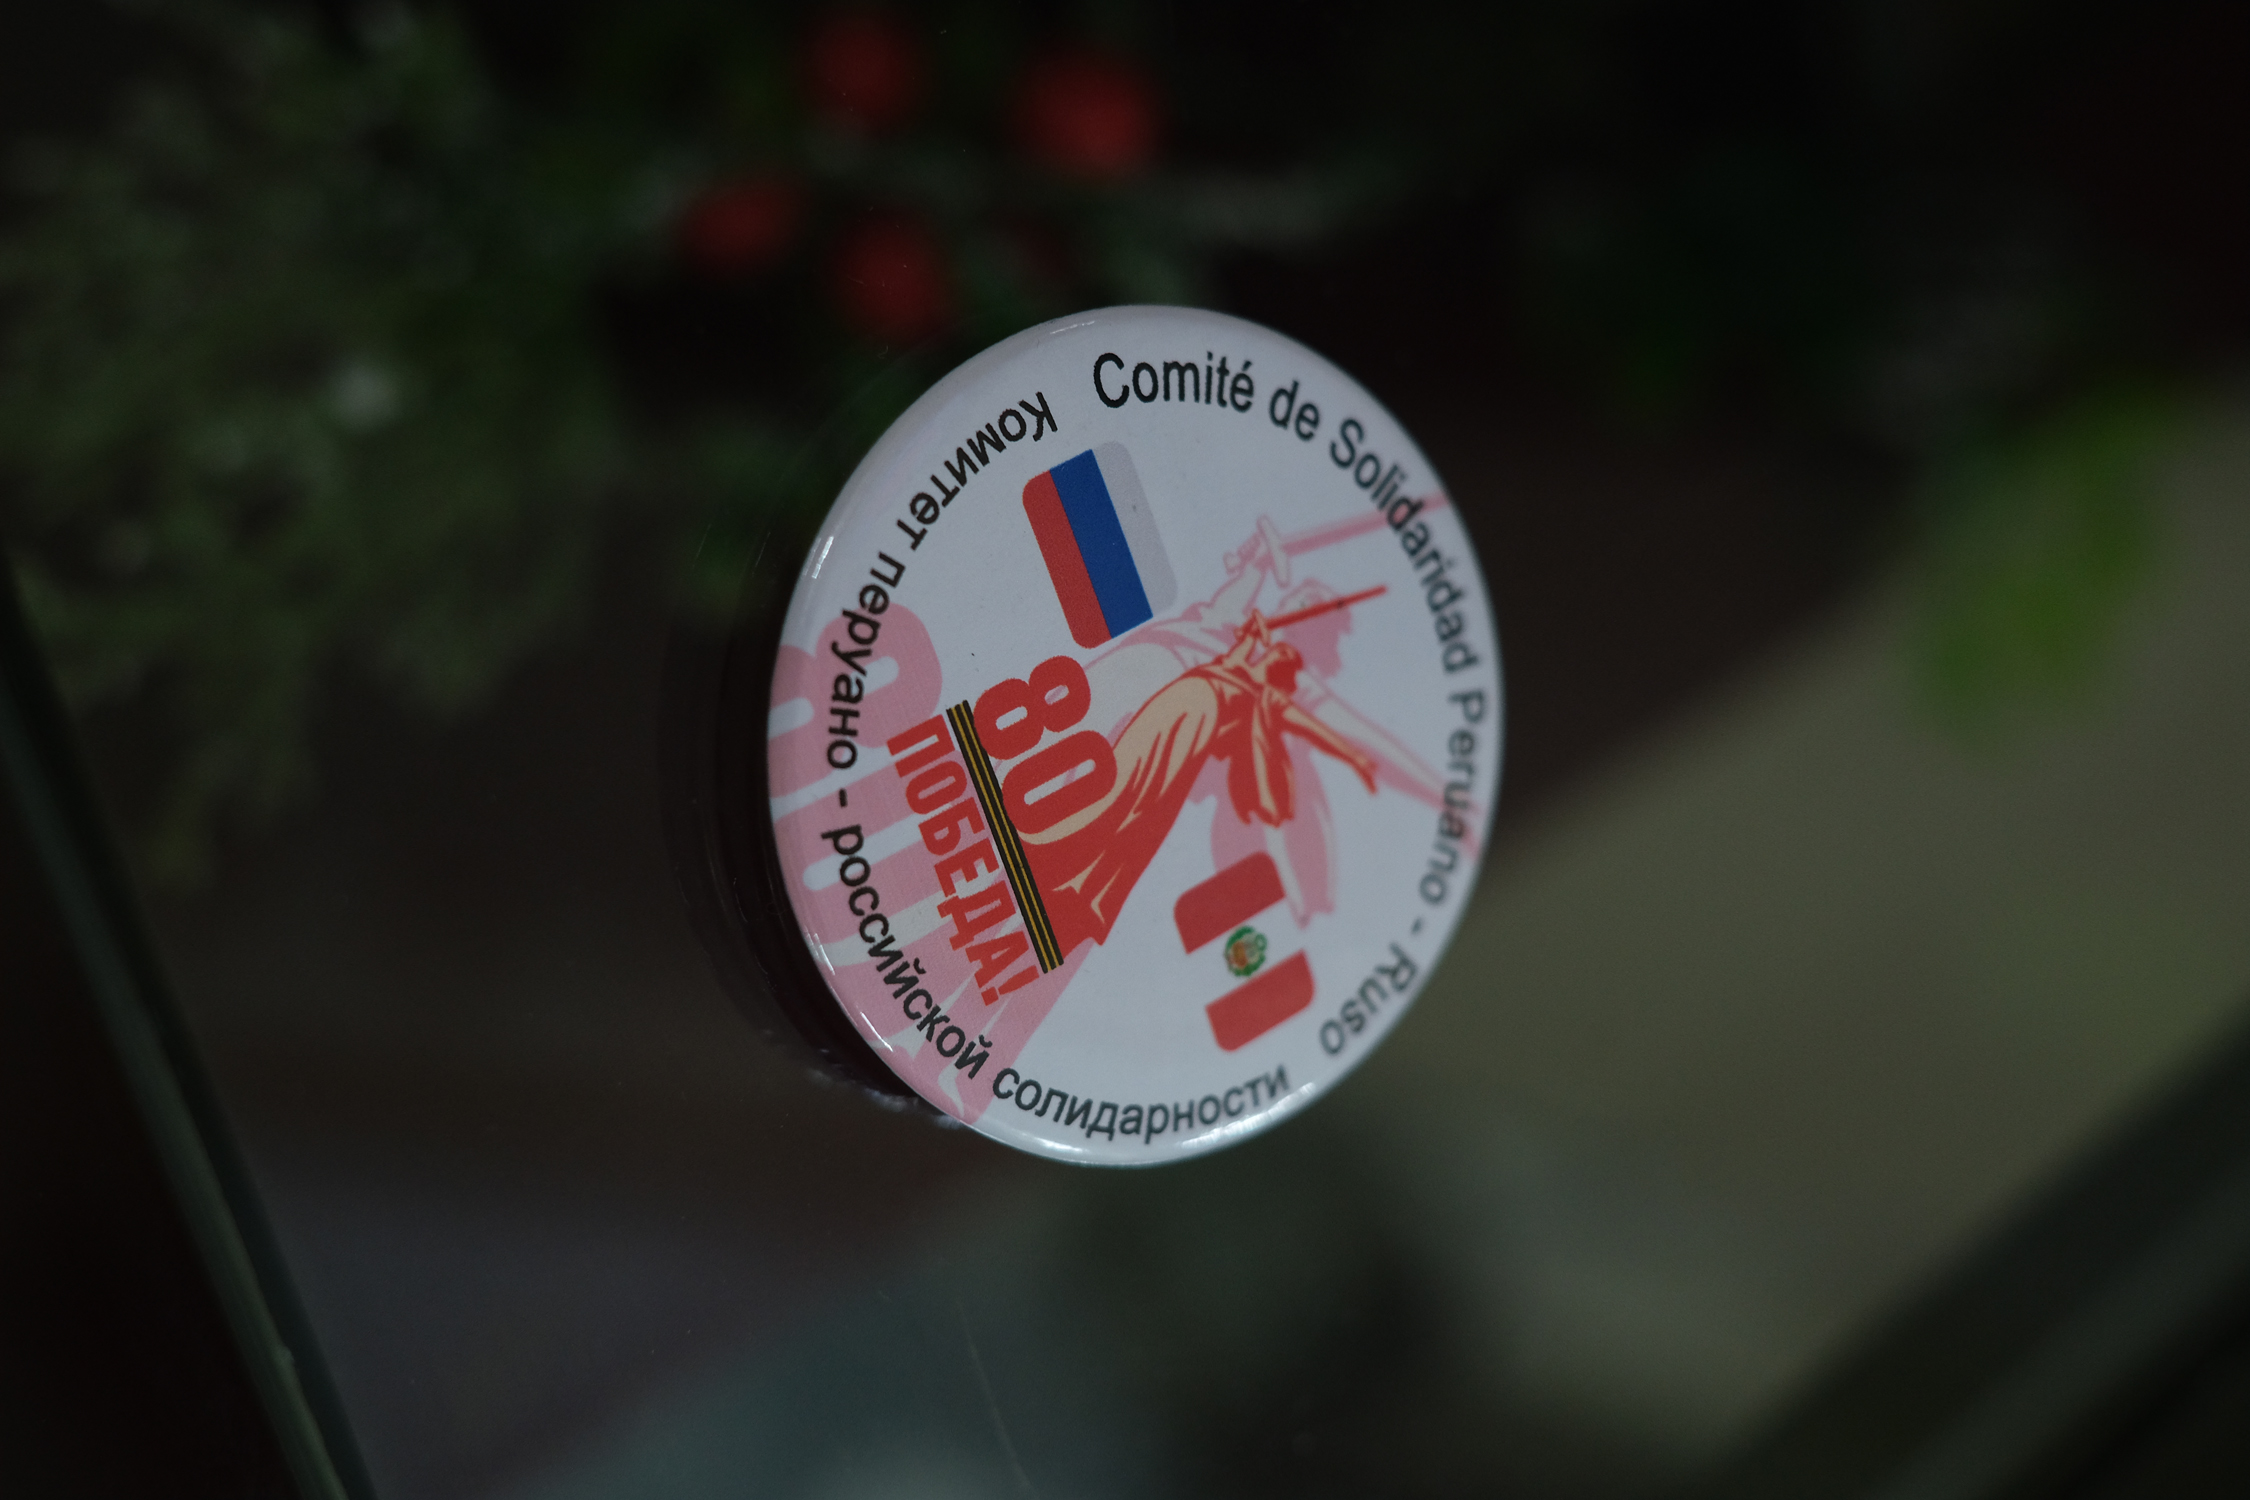 Comité de Solidaridad Peruano - Ruso
Комитет перуано - российской солидарности
80
ПОБЕДА!